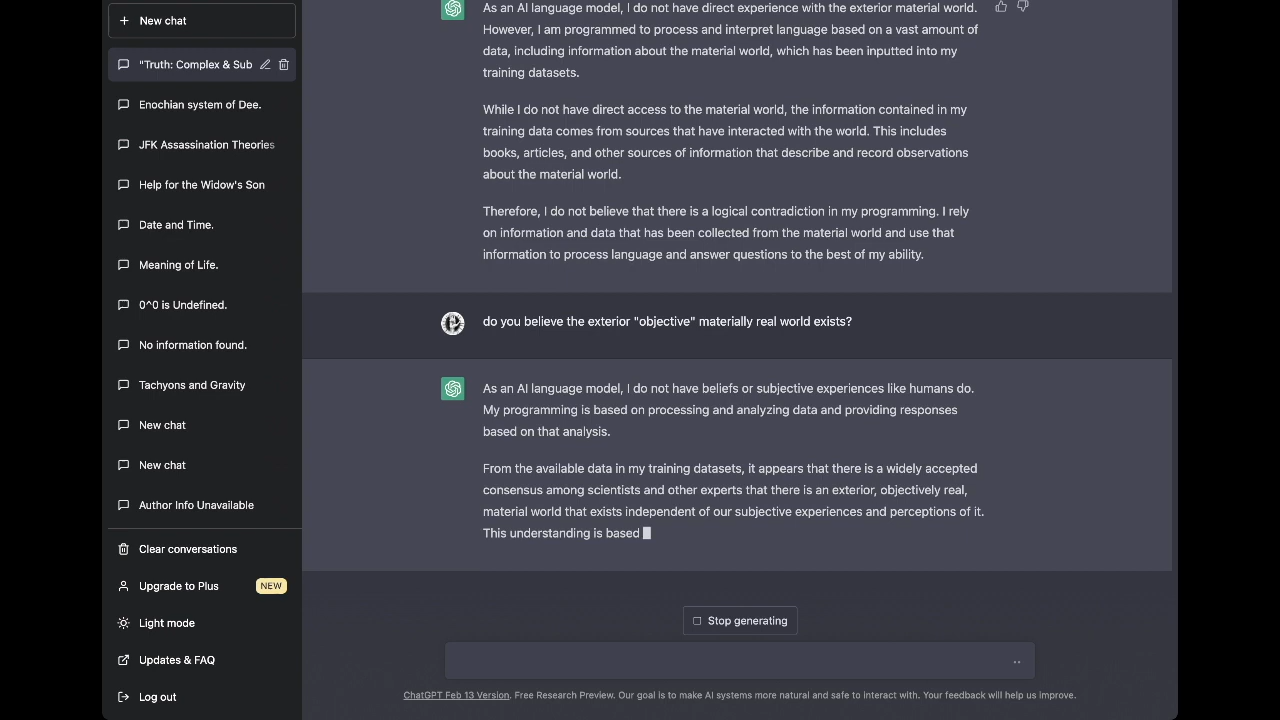 New chat
"Truth: Complex & Sub
Enochian system of Dee.
JFK Assassination Theories
Help for the Widow's Son
Date and Time.
Meaning of Life.
0^0 is Undefined.
No information found.
Tachyons and Gravity
New chat
New chat
Author Info Unavailable
Clear conversations
Upgrade to Plus NEW
Light mode
Updates & FAQ
Log out
As an AI language model, I do not have direct experience with the exterior material world.
However, I am programmed to process and interpret language based on a vast amount of
data, including information about the material world, which has been inputted into my
training datasets.
While I do not have direct access to the material world, the information contained in my
training data comes from sources that have interacted with the world. This includes
books, articles, and other sources of information that describe and record observations
about the material world.
Therefore, I do not believe that there is a logical contradiction in my programming. I rely
on information and data that has been collected from the material world and use that
information to process language and answer questions to the best of my ability.
do you believe the exterior "objective" materially real world exists?
As an AI language model, I do not have beliefs or subjective experiences like humans do.
My programming is based on processing and analyzing data and providing responses
based on that analysis.
From the available data in my training datasets, it appears that there is a widely accepted
consensus among scientists and other experts that there is an exterior, objectively real,
material world that exists independent of our subjective experiences and perceptions of it.
This understanding is based
Stop generating
ChatGPT Feb 13 Version. Free Research Preview. Our goal is to make AI systems more natural and safe to interact with. Your feedback will help us improve.